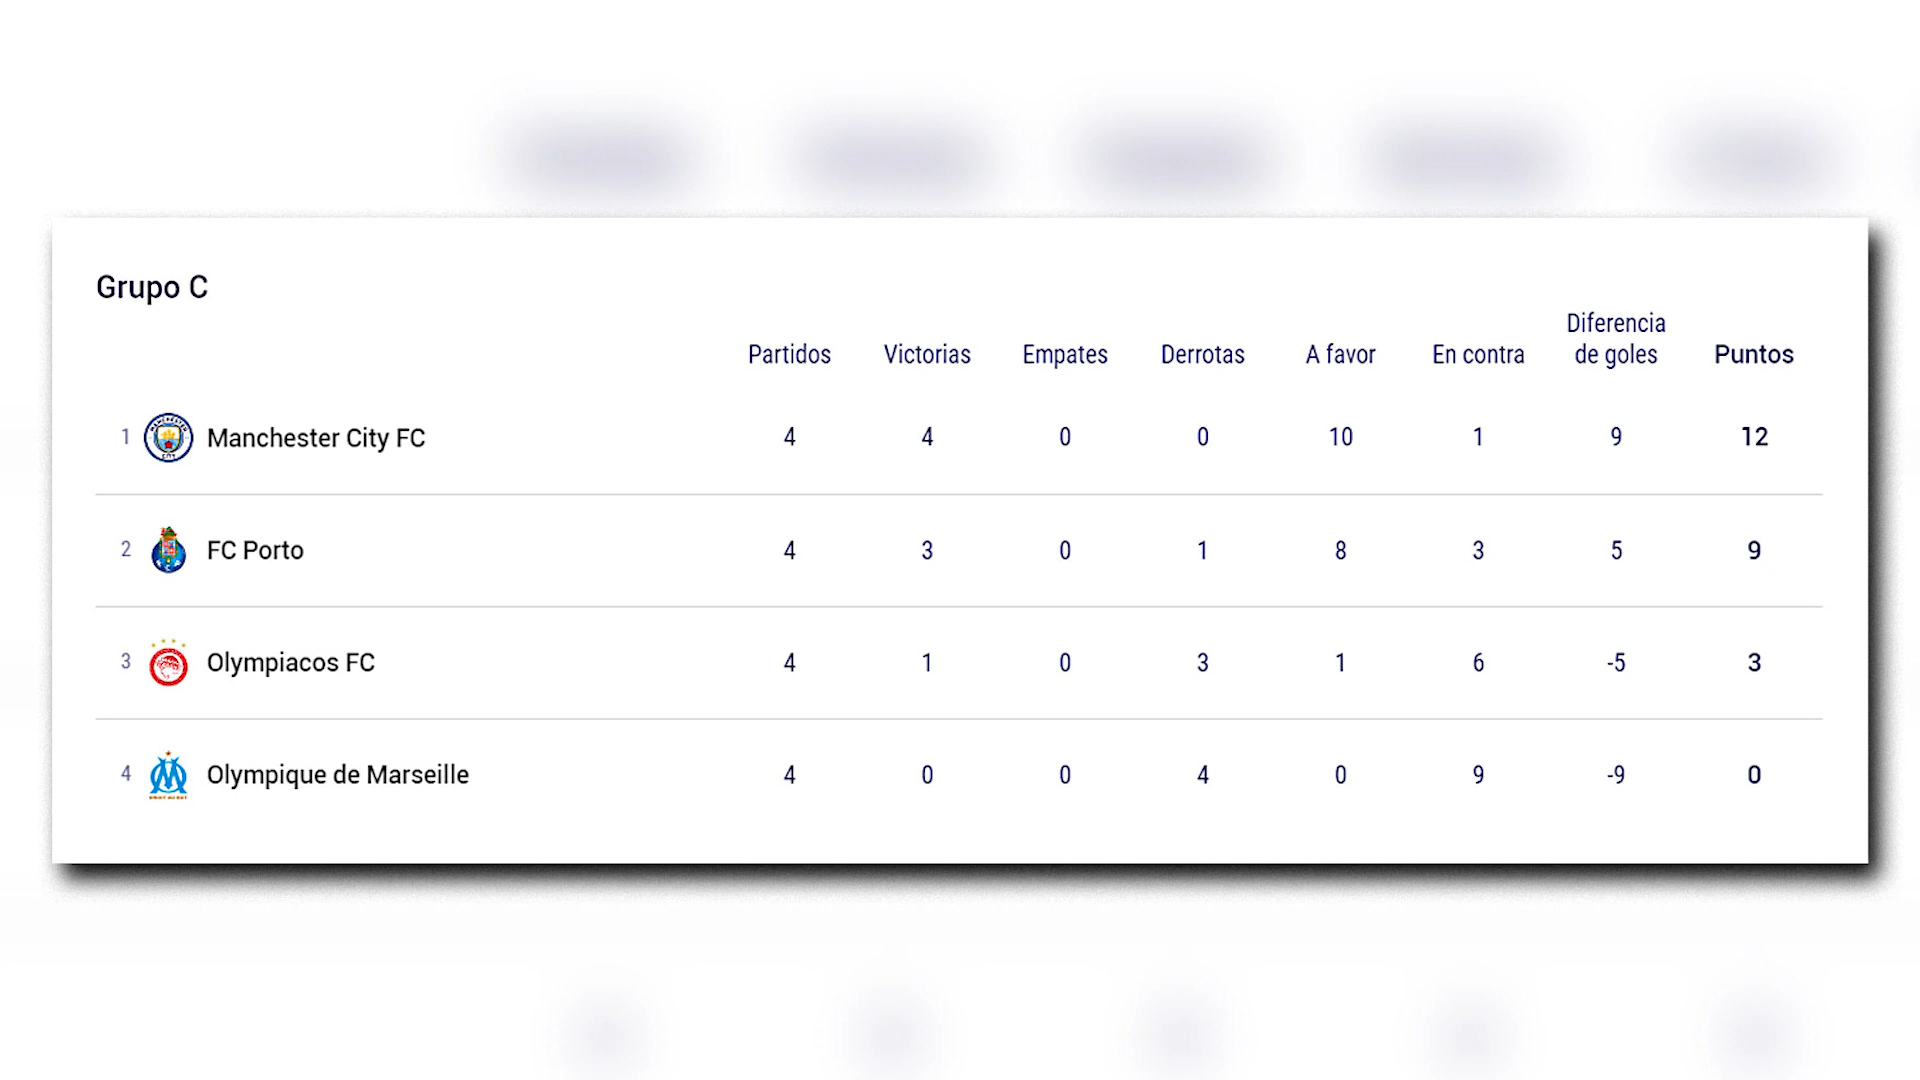 Grupo C
Partidos Victorias Empates Derrotas A favor En contra Diferencia de goles Puntos
1 Manchester City FC 4 4 0 0 10 1 9 12
2 FC Porto 4 3 0 1 8 3 5 9
3 Olympiacos FC 4 1 0 3 1 6 -5 3
4 Olympique de Marseille 4 0 0 4 0 9 -9 0